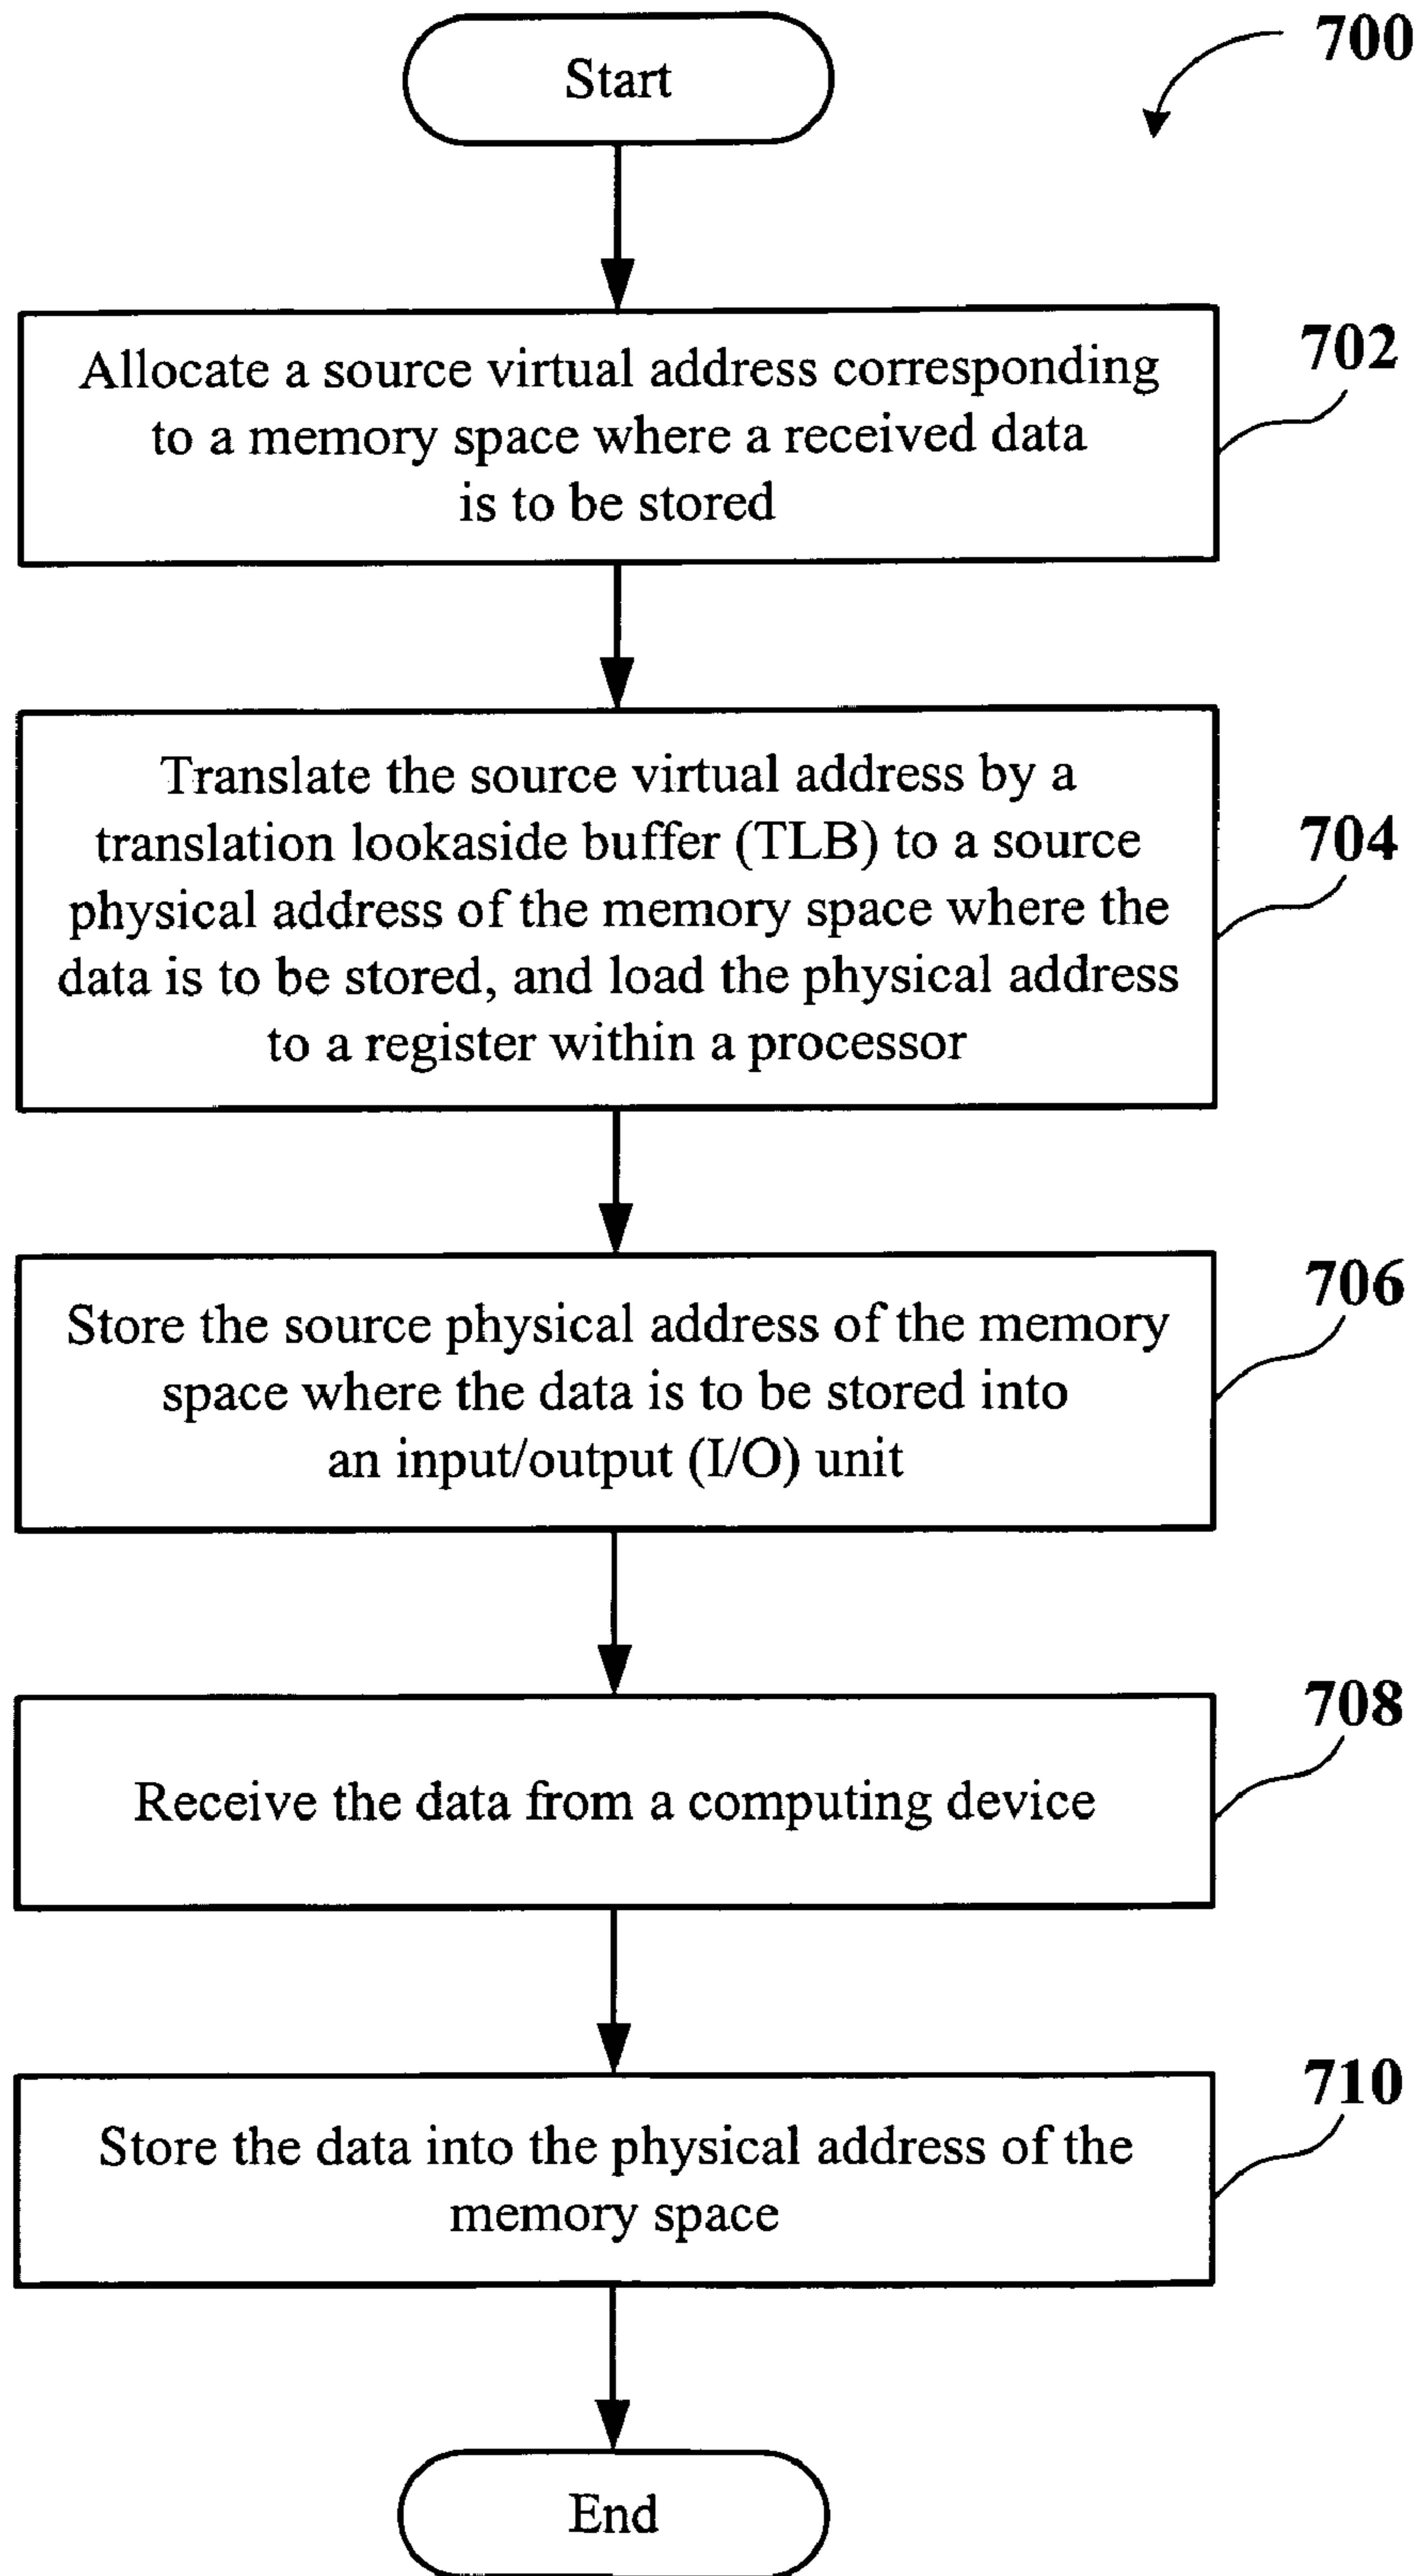 Start
700
Allocate a source virtual address corresponding
to a memory space where a received data
is to be stored
702
Translate the source virtual address by a
translation lookaside buffer (TLB) to a source
physical address of the memory space where the
data is to be stored, and load the physical address
to a register within a processor
704
Store the source physical address of the memory
space where the data is to be stored into
an input/output (I/O) unit
706
Receive the data from a computing device
708
Store the data into the physical address of the
memory space
710
End